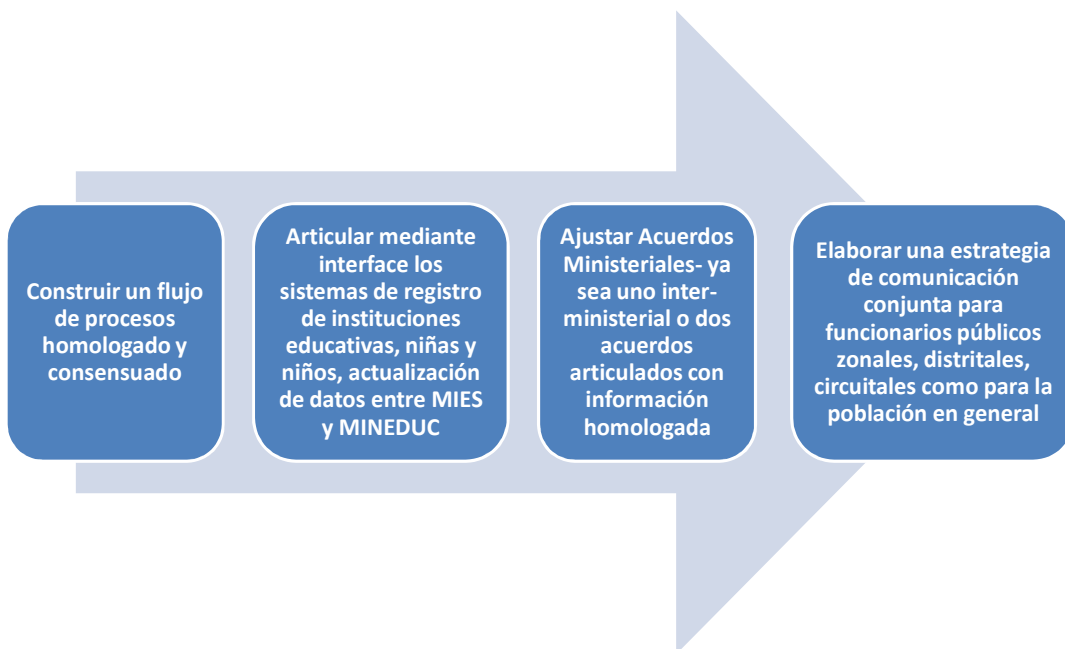 Construir un flujo
de procesos
homologado y
consensuado
Articular mediante
interface los
sistemas de registro
de instituciones
educativas, niñas y
niños, actualización
de datos entre MIES
y MINEDUC
Ajustar Acuerdos
Ministeriales- ya
sea uno inter-
ministerial o dos
acuerdos
articulados con
información
homologada
Elaborar una estrategia
de comunicación
conjunta para
funcionarios públicos
zonales, distritales,
circuitales como para la
población en general